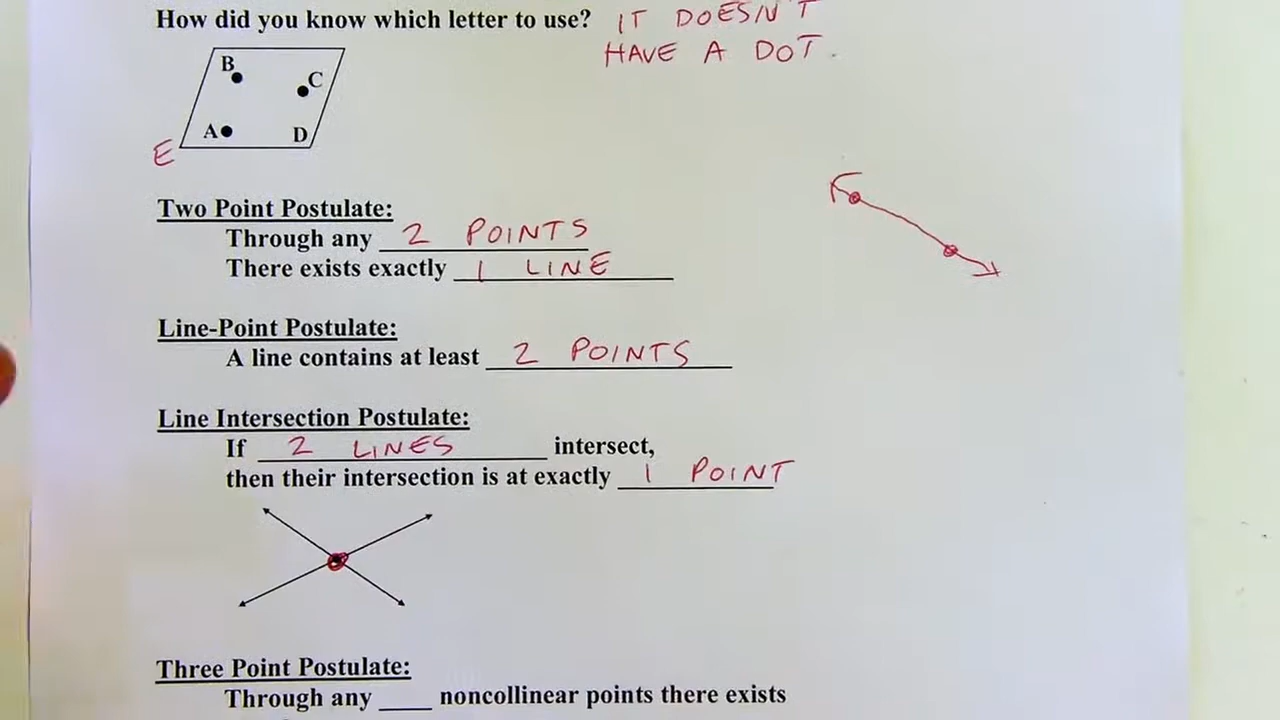 How did you know which letter to use? IT DOESN'T
HAVE A DOT.
B
C
A
D
E
Two Point Postulate:
Through any 2 POINTS
There exists exactly 1 LINE
Line-Point Postulate:
A line contains at least 2 POINTS
Line Intersection Postulate:
If 2 LINES intersect,
then their intersection is at exactly 1 POINT
Three Point Postulate:
Through any ____ noncollinear points there exists